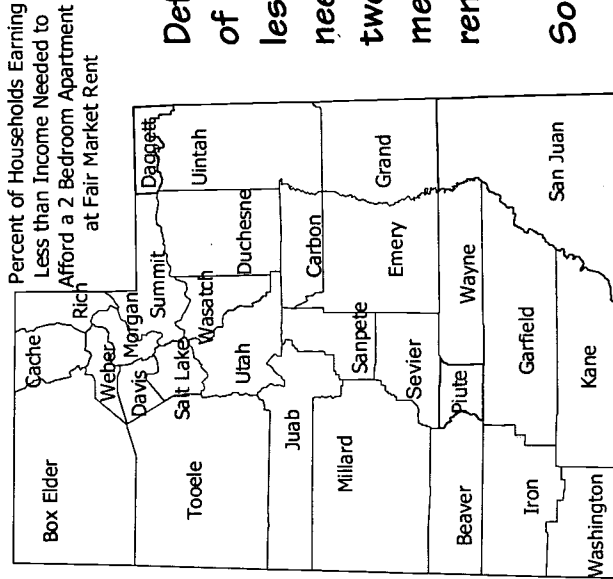 Percent of Households Earning
Less than Income Needed to
Afford a 2 Bedroom Apartment
at Fair Market Rent
Box Elder
Cache
Rich
Weber
Morgan
Davis
Summit
Daggett
Salt Lake
Tooele
Wasatch
Duchesne
Uintah
Utah
Juab
Carbon
Sanpete
Millard
Emery
Grand
Sevier
Beaver
Piute
Wayne
Iron
Garfield
San Juan
Washington
Kane
of
les
nee
two
me
ren
So